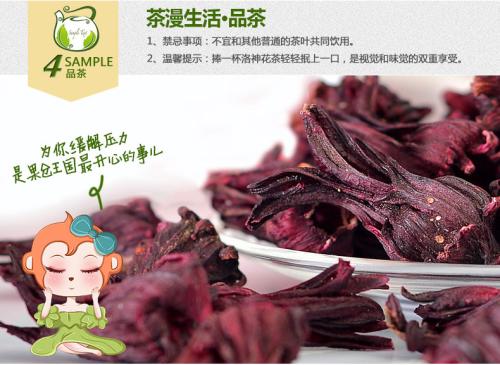 Sample Tea
4 SAMPLE
品茶
茶漫生活·品茶
1、禁忌事项：不宜和其他普通的茶叶共同饮用。
2、温馨提示：捧一杯洛神花茶轻轻抿上一口，是视觉和味觉的双重享受。
为你缓解压力
是果仓王国最开心的事儿